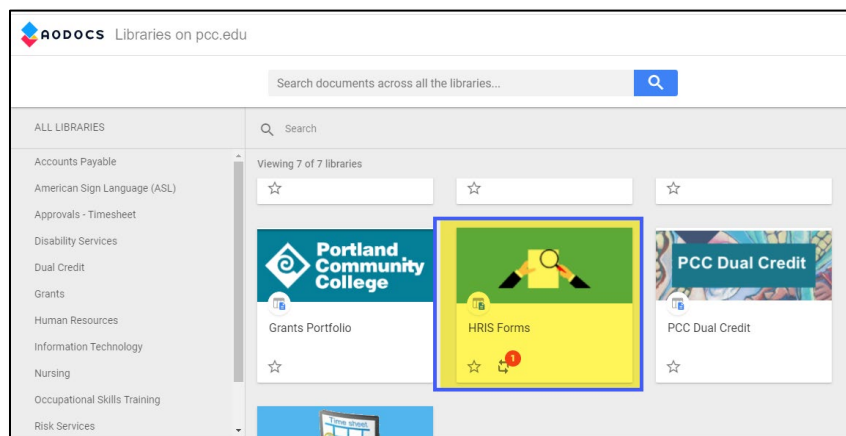 AODOCS Libraries on pcc.edu
Search documents across all the libraries...
ALL LIBRARIES
Search
Accounts Payable
American Sign Language (ASL)
Approvals - Timesheet
Disability Services
Dual Credit
Grants
Human Resources
Information Technology
Nursing
Occupational Skills Training
Risk Services
Viewing 7 of 7 libraries
Portland
Community
College
Grants Portfolio
HRIS Forms
1
PCC Dual Credit
PCC Dual Credit
Time sheet